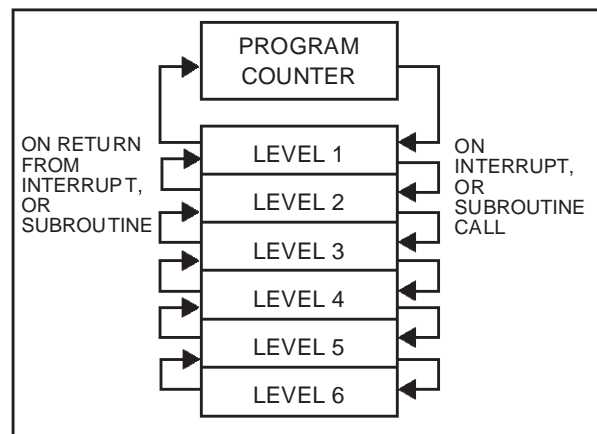 PROGRAM
COUNTER
ON RETURN
FROM
INTERRUPT,
OR
SUBROUTINE
LEVEL 1
LEVEL 2
LEVEL 3
LEVEL 4
LEVEL 5
LEVEL 6
ON
INTERRUPT,
OR
SUBROUTINE
CALL